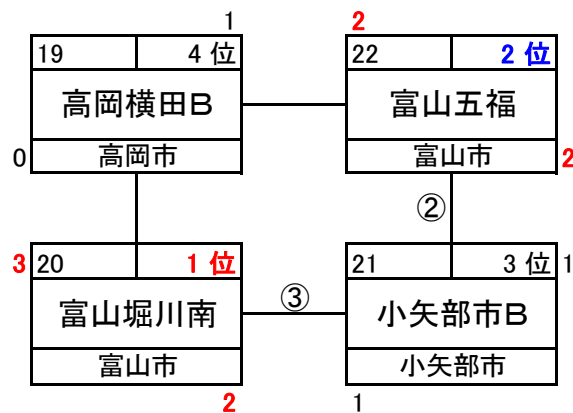 1 2
19 4位 22 2位
高岡横田B 富山五福
0 高岡市 富山市 2
②
3 20 1位 21 3位 1
富山堀川南 ③ 小矢部市B
富山市 小矢部市
2 1